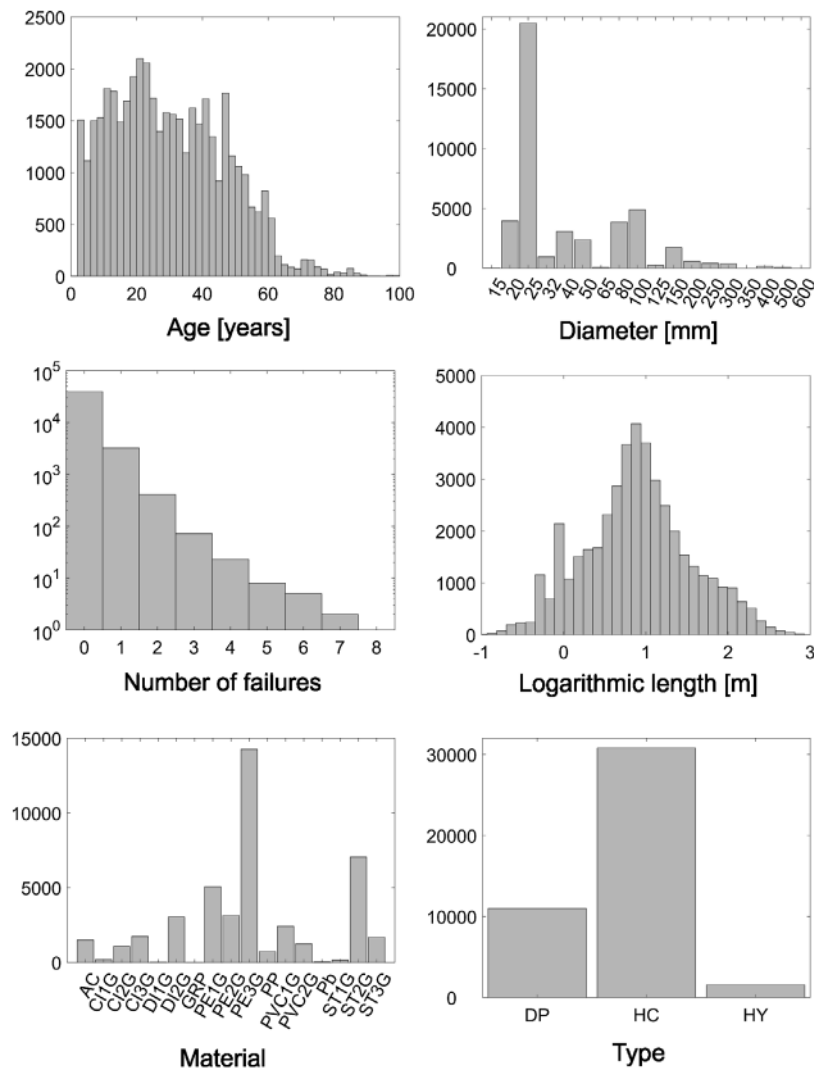 2500
2000
1500
1000
500
0
0 20 40 60 80 100
Age [years]
20000
15000
10000
5000
0
15 20 25 32 40 50 65 80 100 125 150 200 250 300 350 400 500 600
Diameter [mm]
10^5
10^4
10^3
10^2
10^1
10^0
0 1 2 3 4 5 6 7 8
Number of failures
5000
4000
3000
2000
1000
0
-1 0 1 2 3
Logarithmic length [m]
15000
10000
5000
0
AC CI1G CI2G CI3G DI1G DI2G GRP PE1G PE2G PE3G PP PVC1G PVC2G Pb ST1G ST2G ST3G
Material
30000
20000
10000
0
DP HC HY
Type